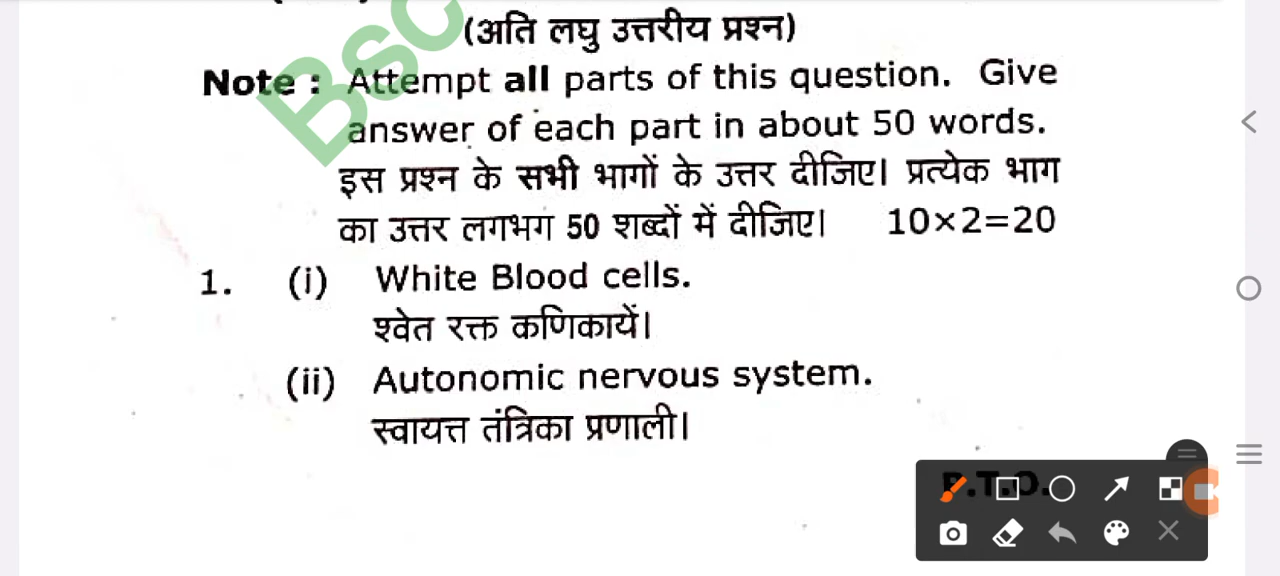 (अति लघु उत्तरीय प्रश्न)
Bsc
Note : Attempt all parts of this question. Give
answer of each part in about 50 words.
इस प्रश्न के सभी भागों के उत्तर दीजिए। प्रत्येक भाग
का उत्तर लगभग 50 शब्दों में दीजिए। 10×2=20
1. (i) White Blood cells.
श्वेत रक्त कणिकायें।
(ii) Autonomic nervous system.
स्वायत्त तंत्रिका प्रणाली।
P.T.O.